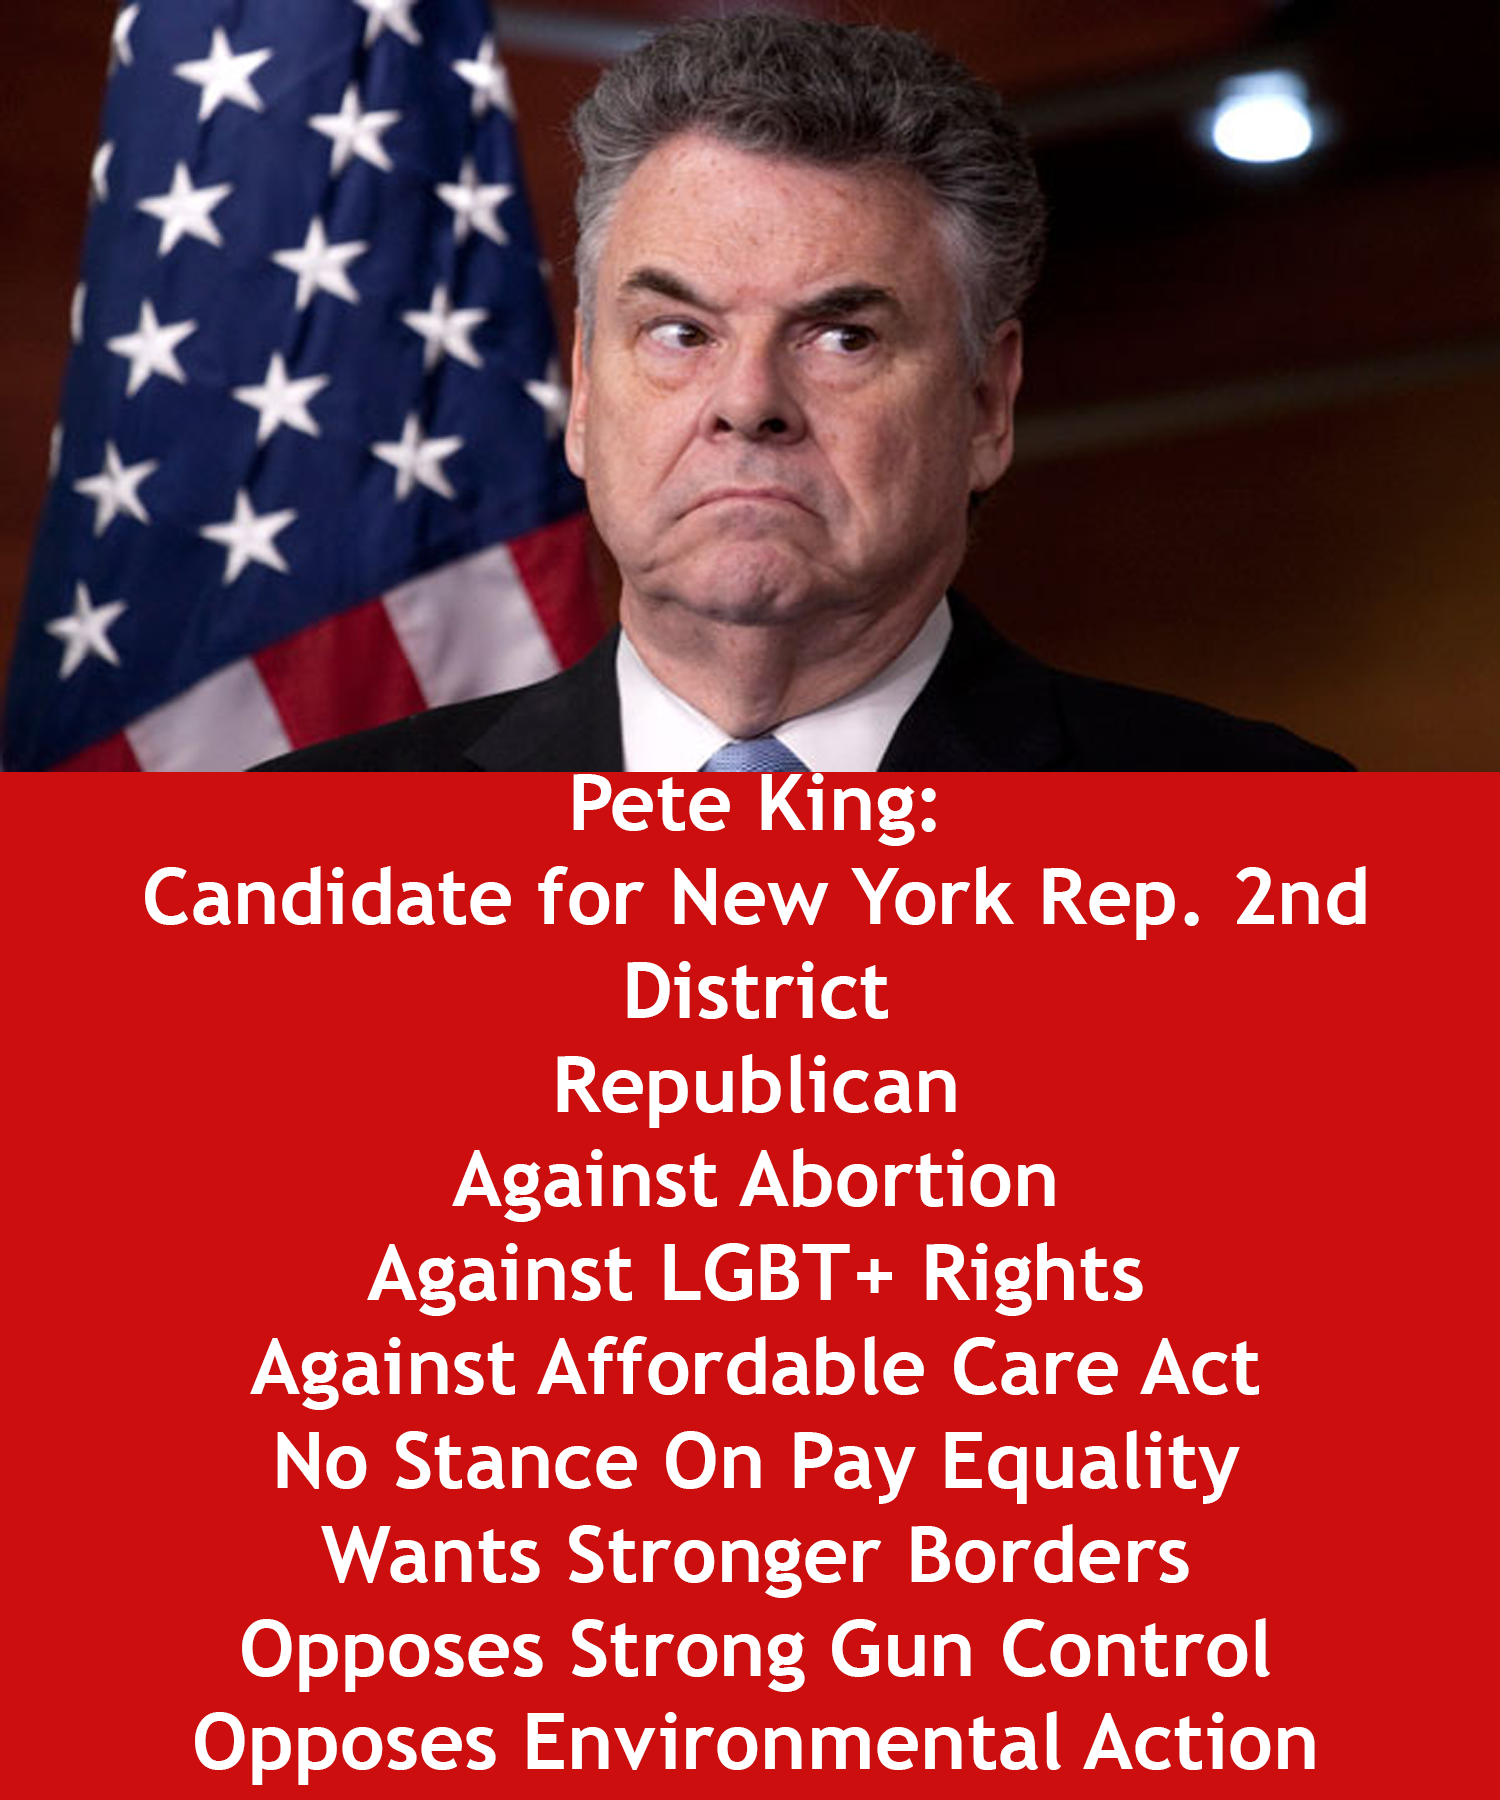 Pete King:
Candidate for New York Rep. 2nd
District
Republican
Against Abortion
Against LGBT+ Rights
Against Affordable Care Act
No Stance On Pay Equality
Wants Stronger Borders
Opposes Strong Gun Control
Opposes Environmental Action